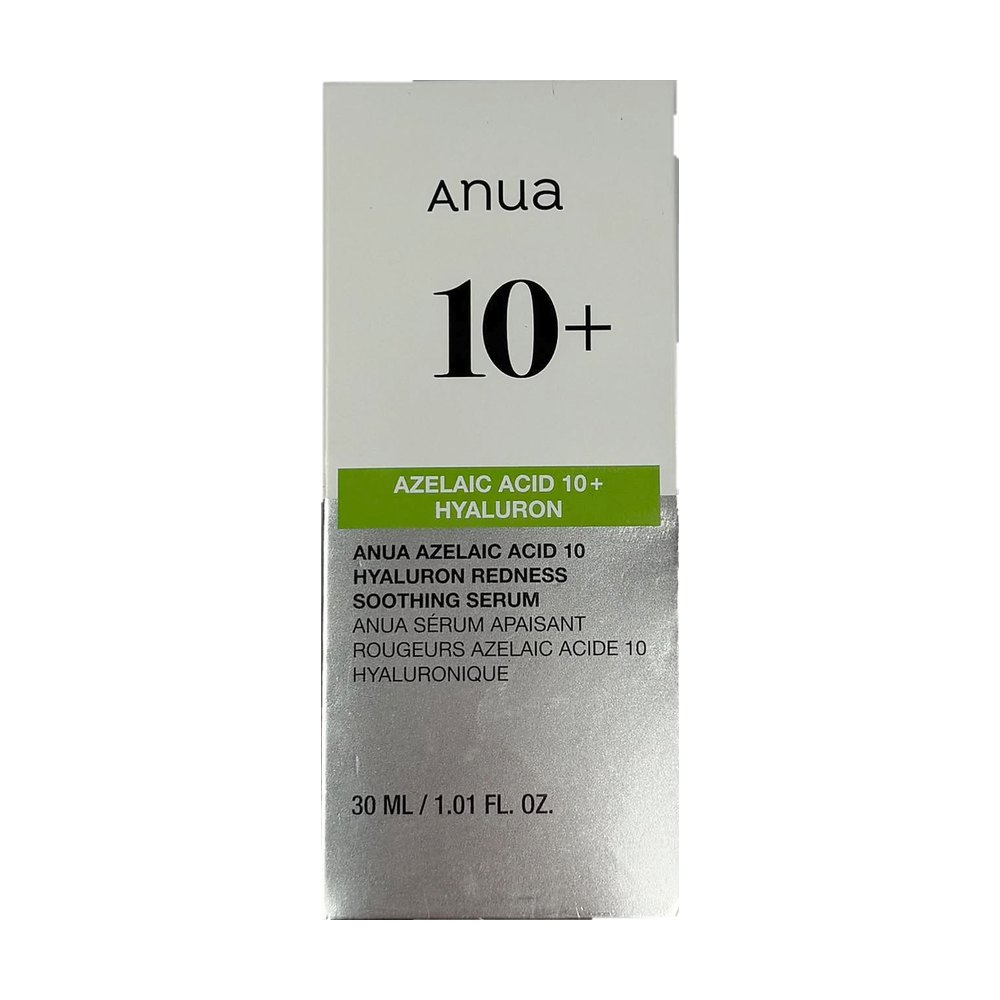 Anua
10+
AZELAIC ACID 10+
HYALURON
ANUA AZELAIC ACID 10
HYALURON REDNESS
SOOTHING SERUM
ANUA SÉRUM APAISANT
ROUGEURS AZELAIC ACIDE 10
HYALURONIQUE
30 ML / 1.01 FL. OZ.